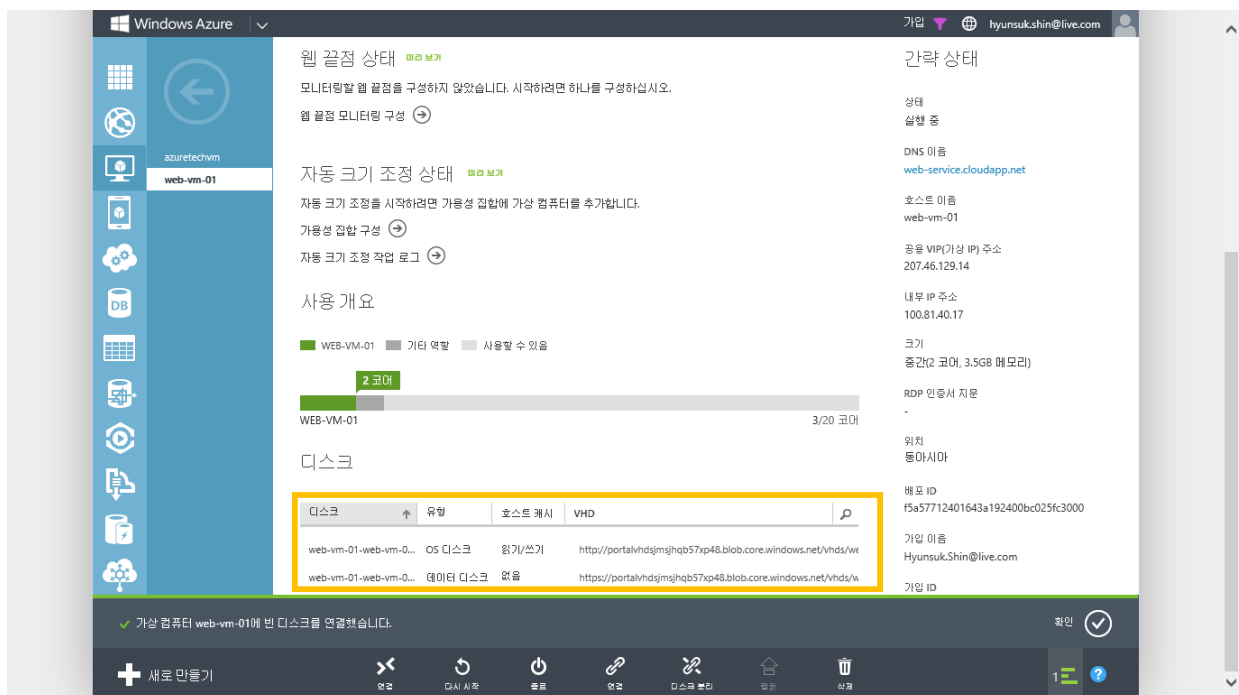 Windows Azure
가입
hyunsuk.shin@live.com
azuretechvm
web-vm-01
웹 끝점 상태 미리 보기
모니터링할 웹 끝점을 구성하지 않았습니다. 시작하려면 하나를 구성하십시오.
웹 끝점 모니터링 구성
자동 크기 조정 상태 미리 보기
자동 크기 조정을 시작하려면 가용성 집합에 가상 컴퓨터를 추가합니다.
가용성 집합 구성
자동 크기 조정 작업 로그
사용 개요
WEB-VM-01 기타 역할 사용할 수 있음
2 코어
WEB-VM-01 3/20 코어
디스크
디스크 유형 호스트 캐시 VHD
web-vm-01-web-vm-0... OS 디스크 읽기/쓰기 http://portalvhdsjmsjhqb57xp48.blob.core.windows.net/vhds/we
web-vm-01-web-vm-0... 데이터 디스크 없음 https://portalvhdsjmsjhqb57xp48.blob.core.windows.net/vhds/w
간략 상태
상태
실행 중
DNS 이름
web-service.cloudapp.net
호스트 이름
web-vm-01
공용 VIP(가상 IP) 주소
207.46.129.14
내부 IP 주소
100.81.40.17
크기
중간(2 코어, 3.5GB 메모리)
RDP 인증서 지문
-
위치
동아시아
배포 ID
f5a57712401643a192400bc025fc3000
가입 이름
Hyunsuk.Shin@live.com
가입 ID
DB
가상 컴퓨터 web-vm-01에 빈 디스크를 연결했습니다.
확인
새로 만들기
연결 다시 시작 종료 연결 디스크 분리 캡처 삭제
1 ?